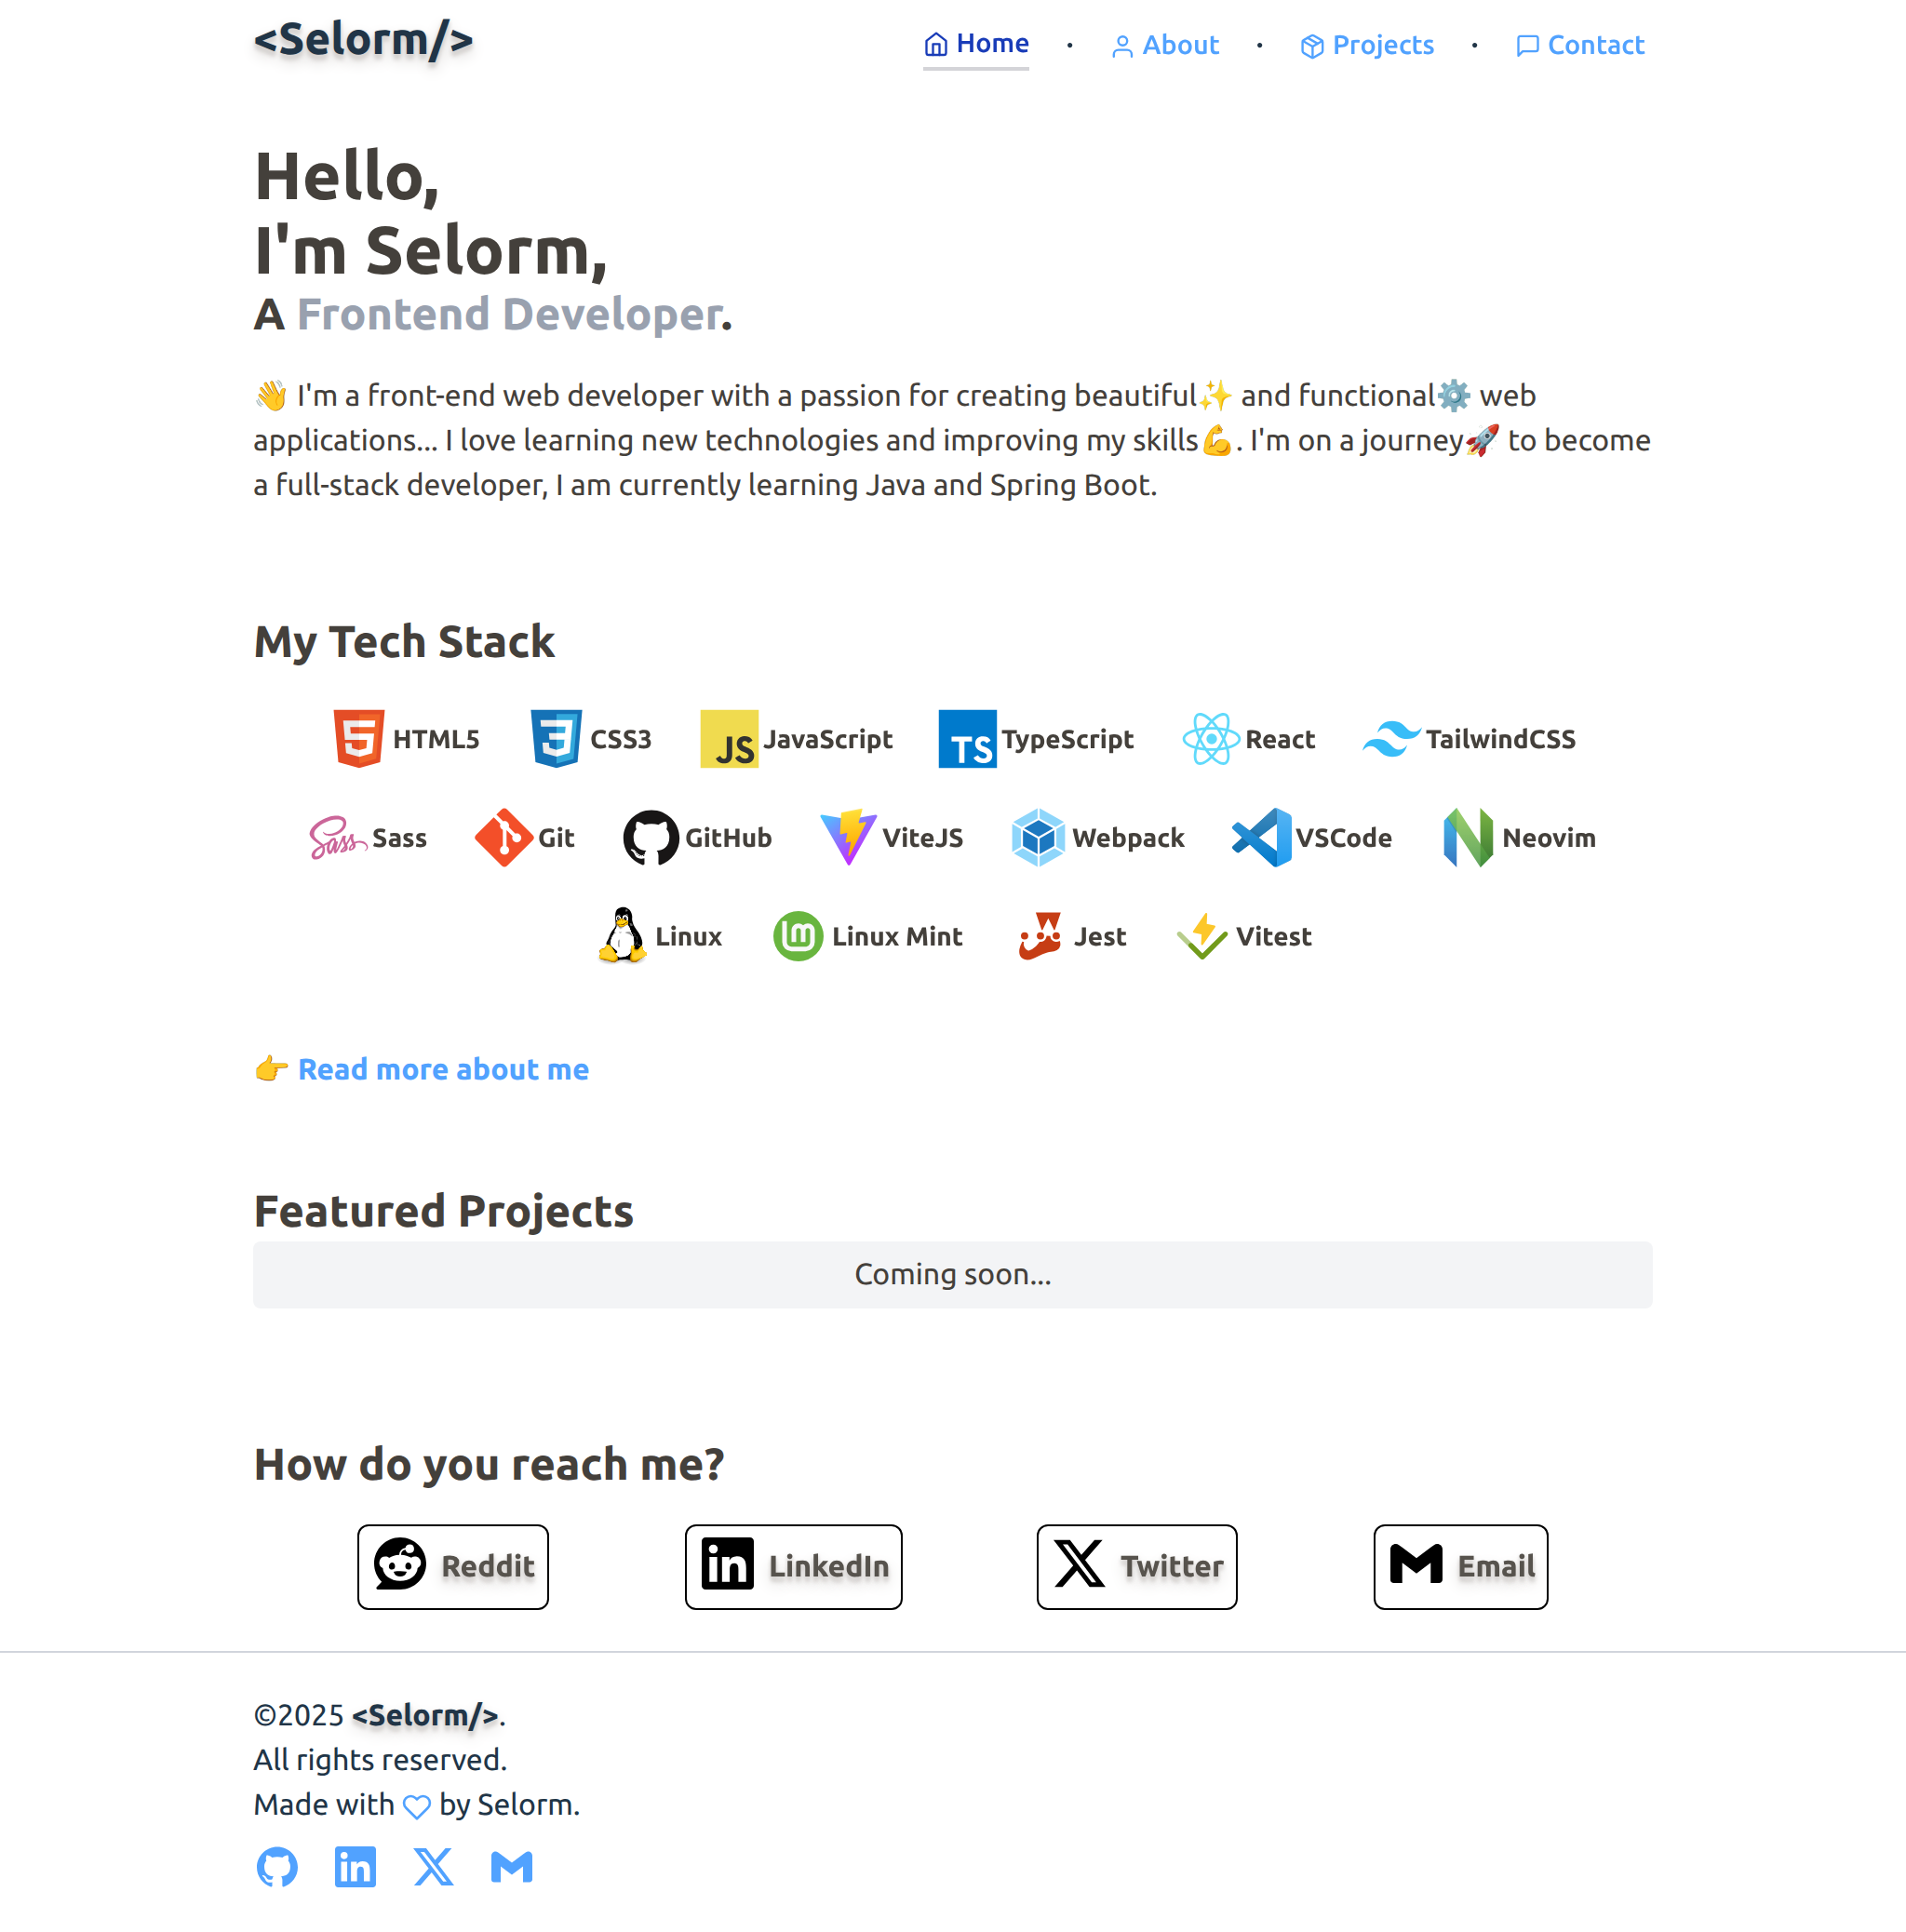 <Selorm/>
Home · About · Projects · Contact
Hello,
I'm Selorm,
A Frontend Developer.
👋 I'm a front-end web developer with a passion for creating beautiful✨ and functional⚙️ web
applications... I love learning new technologies and improving my skills💪. I'm on a journey🚀 to become
a full-stack developer, I am currently learning Java and Spring Boot.
My Tech Stack
HTML5 CSS3 JS JavaScript TS TypeScript React TailwindCSS
Sass Sass Git GitHub ViteJS Webpack VSCode Neovim
Linux Linux Mint Jest Vitest
👉 Read more about me
Featured Projects
Coming soon...
How do you reach me?
Reddit in LinkedIn Twitter Email
©2025 <Selorm/>.
All rights reserved.
Made with by Selorm.
in